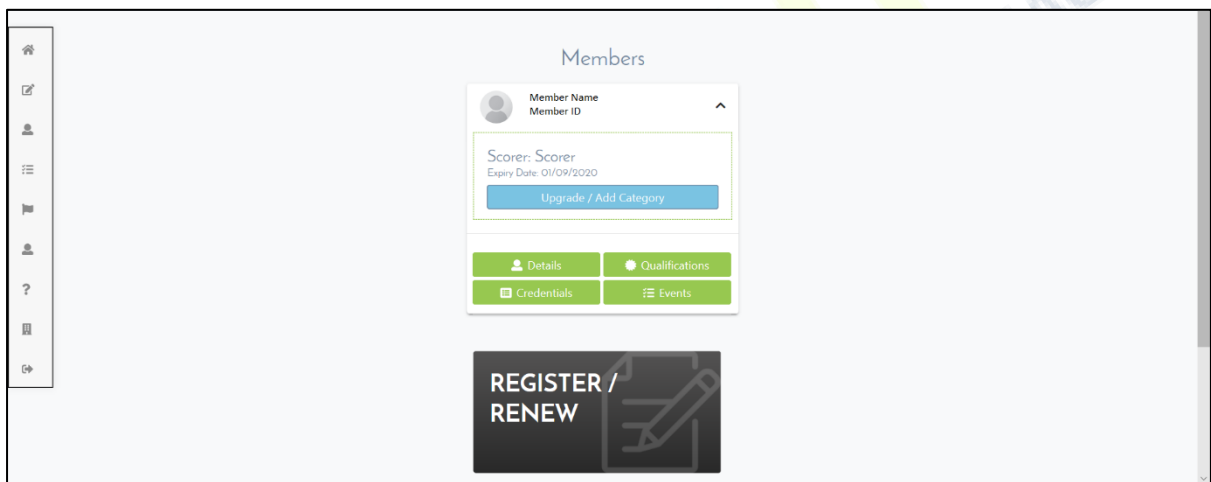 Members
Member Name
Member ID
Scorer: Scorer
Expiry Date: 01/09/2020
Upgrade / Add Category
Details
Qualifications
Credentials
Events
REGISTER /
RENEW
?